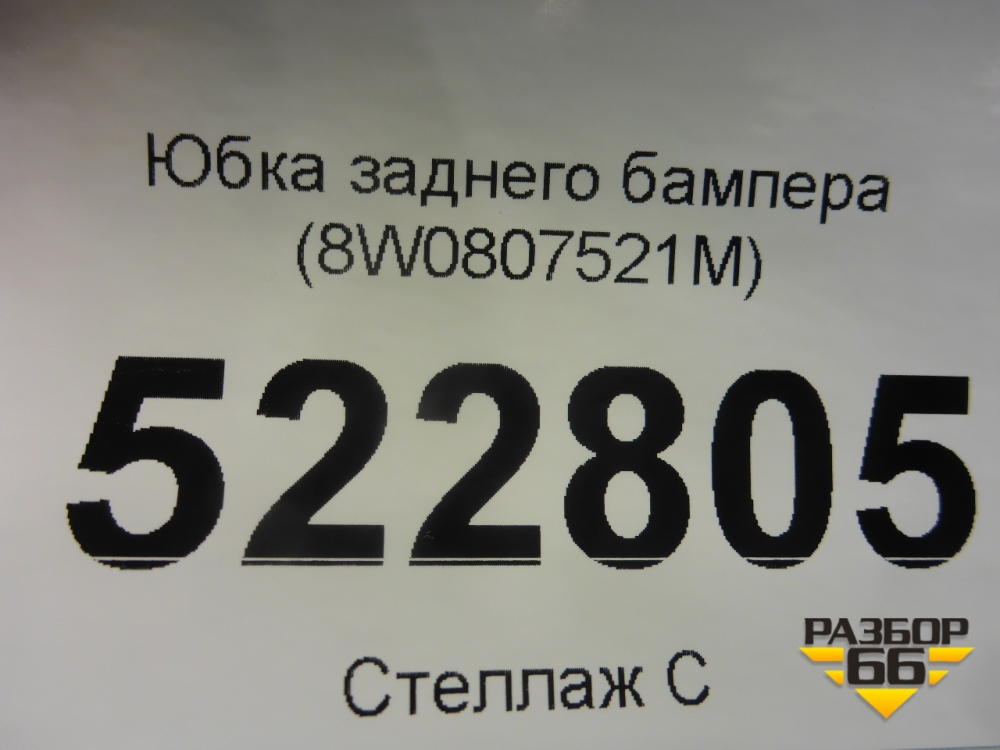 Юбка заднего бампера
(8W0807521M)
522805
Стеллаж С
РАЗБОР
66